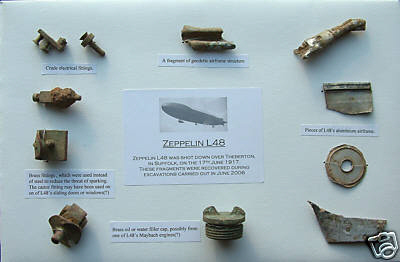 Crude electrical fittings.
A fragment of geodetic airframe structure
ZEPPELIN L48
ZEPPELIN L48 WAS SHOT DOWN OVER THEBERTON,
IN SUFFOLK, ON THE 17TH JUNE 1917.
THESE FRAGMENTS WERE RECOVERED DURING
EXCAVATIONS CARRIED OUT IN JUNE 2006
Pieces of L48's aluminium airframe.
Brass fittings, which were used instead
of steel to reduce the threat of sparking.
The castor fitting may have been used on
on of L48's sliding doors or windows(?)
Brass oil or water filler cap, possibly from
one of L48's Maybach engines(?)
ebY